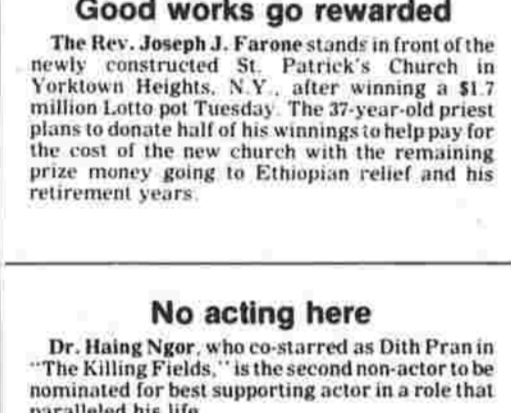 Good works go rewarded
The Rev. Joseph J. Farone stands in front of the
newly constructed St. Patrick's Church in
Yorktown Heights, N.Y., after winning a $1.7
million Lotto pot Tuesday. The 37-year-old priest
plans to donate half of his winnings to help pay for
the cost of the new church with the remaining
prize money going to Ethiopian relief and his
retirement years.
No acting here
Dr. Haing Ngor, who co-starred as Dith Pran in
"The Killing Fields," is the second non-actor to be
nominated for best supporting actor in a role that
paralleled his life